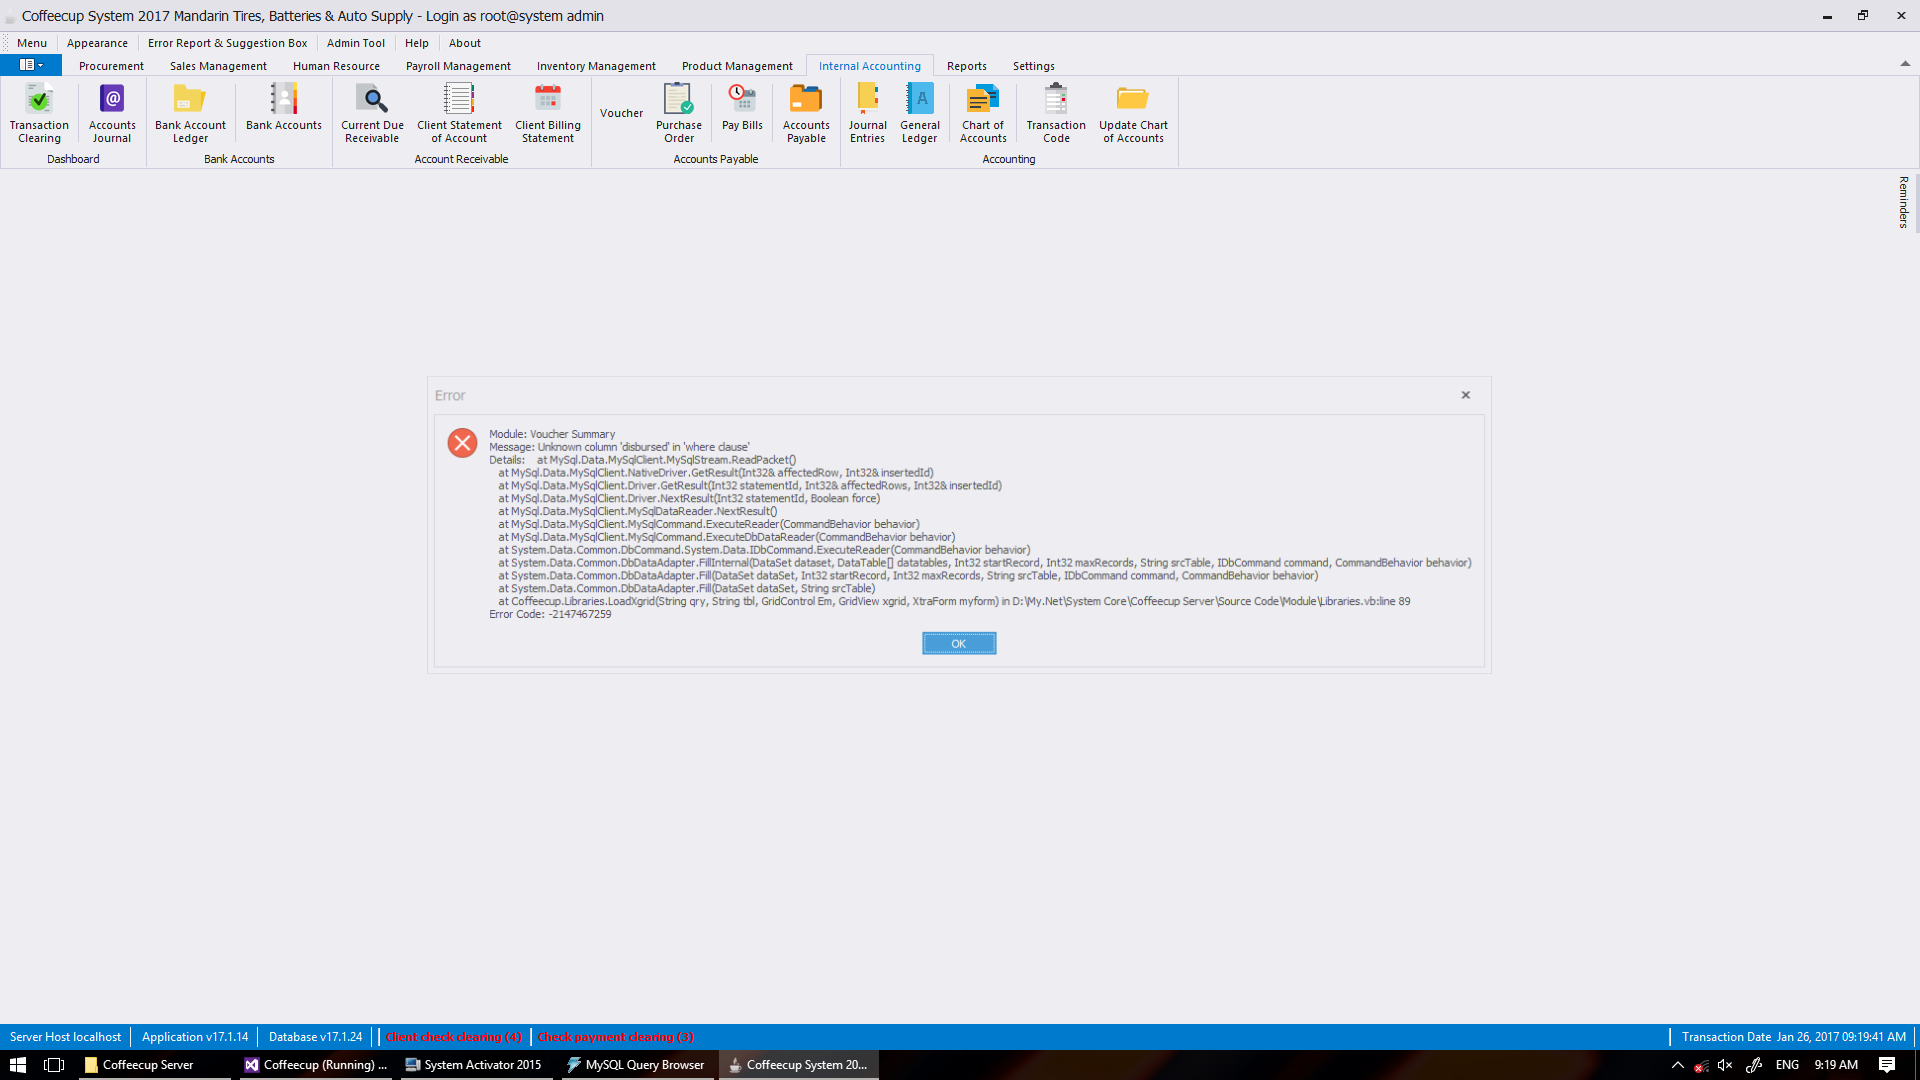 Coffeecup System 2017 Mandarin Tires, Batteries & Auto Supply - Login as root@system admin
Menu Appearance Error Report & Suggestion Box Admin Tool Help About
Procurement Sales Management Human Resource Payroll Management Inventory Management Product Management Internal Accounting Reports Settings
Transaction Clearing
Accounts Journal
Dashboard
Bank Account Ledger
Bank Accounts
Bank Accounts
Current Due Receivable
Client Statement of Account
Client Billing Statement
Account Receivable
Voucher
Purchase Order
Pay Bills
Accounts Payable
Accounts Payable
Journal Entries
General Ledger
Chart of Accounts
Transaction Code
Update Chart of Accounts
Accounting
Reminders
Error
Module: Voucher Summary
Message: Unknown column 'disbursed' in 'where clause'
Details: at MySql.Data.MySqlClient.MySqlStream.ReadPacket()
at MySql.Data.MySqlClient.NativeDriver.GetResult(Int32& affectedRow, Int32& insertedId)
at MySql.Data.MySqlClient.Driver.GetResult(Int32 statementId, Int32& affectedRows, Int32& insertedId)
at MySql.Data.MySqlClient.Driver.NextResult(Int32 statementId, Boolean force)
at MySql.Data.MySqlClient.MySqlDataReader.NextResult()
at MySql.Data.MySqlClient.MySqlCommand.ExecuteReader(CommandBehavior behavior)
at MySql.Data.MySqlClient.MySqlCommand.ExecuteDbDataReader(CommandBehavior behavior)
at System.Data.Common.DbCommand.System.Data.IDbCommand.ExecuteReader(CommandBehavior behavior)
at System.Data.Common.DbDataAdapter.FillInternal(DataSet dataset, DataTable[] datatables, Int32 startRecord, Int32 maxRecords, String srcTable, IDbCommand command, CommandBehavior behavior)
at System.Data.Common.DbDataAdapter.Fill(DataSet dataSet, Int32 startRecord, Int32 maxRecords, String srcTable, IDbCommand command, CommandBehavior behavior)
at System.Data.Common.DbDataAdapter.Fill(DataSet dataSet, String srcTable)
at Coffeecup.Libraries.LoadXgrid(String qry, String tbl, GridControl Em, GridView xgrid, XtraForm myform) in D:\My.Net\System Core\Coffeecup Server\Source Code\Module\Libraries.vb:line 89
Error Code: -2147467259
OK
Server Host localhost Application v17.1.14 Database v17.1.24 Client check clearing (4) Check payment clearing (3) Transaction Date Jan 26, 2017 09:19:41 AM
Coffeecup Server Coffeecup (Running) ... System Activator 2015 MySQL Query Browser Coffeecup System 20... ENG 9:19 AM